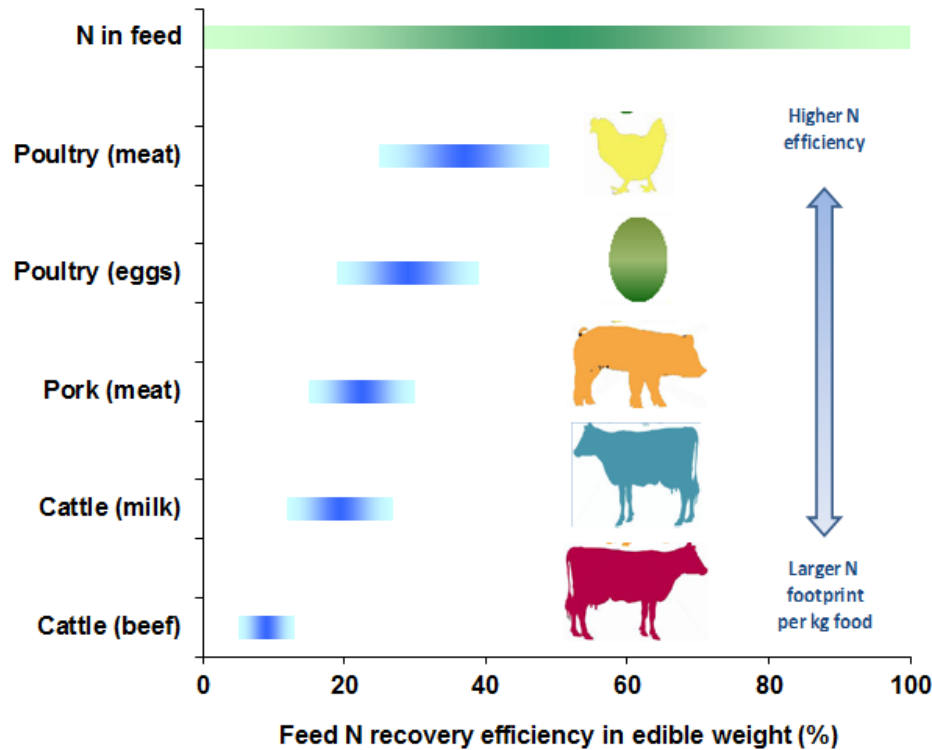 N in feed
Poultry (meat)
Poultry (eggs)
Pork (meat)
Cattle (milk)
Cattle (beef)
Higher N
efficiency
Larger N
footprint
per kg food
0 20 40 60 80 100
Feed N recovery efficiency in edible weight (%)